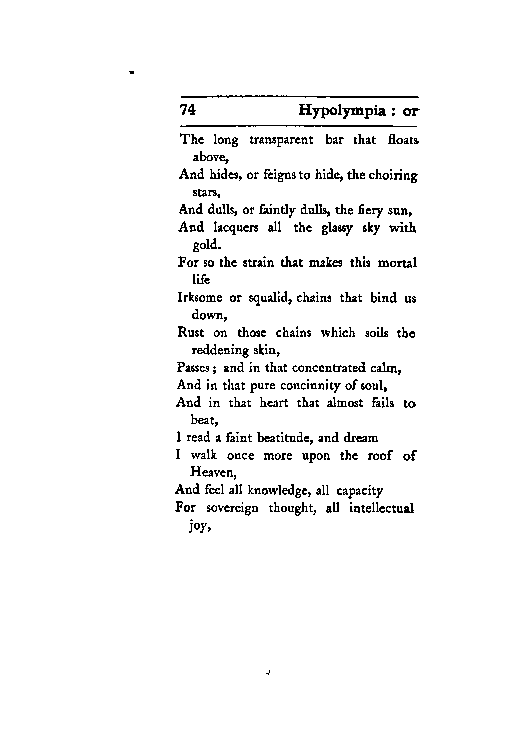 74 Hypolympia : or
The long transparent bar that floats
above,
And hides, or feigns to hide, the choiring
stars,
And dulls, or faintly dulls, the fiery sun,
And lacquers all the glassy sky with
gold.
For so the strain that makes this mortal
life
Irksome or squalid, chains that bind us
down,
Rust on those chains which soils the
reddening skin,
Passes ; and in that concentrated calm,
And in that pure concinnity of soul,
And in that heart that almost fails to
beat,
I read a faint beatitude, and dream
I walk once more upon the roof of
Heaven,
And feel all knowledge, all capacity
For sovereign thought, all intellectual
joy,